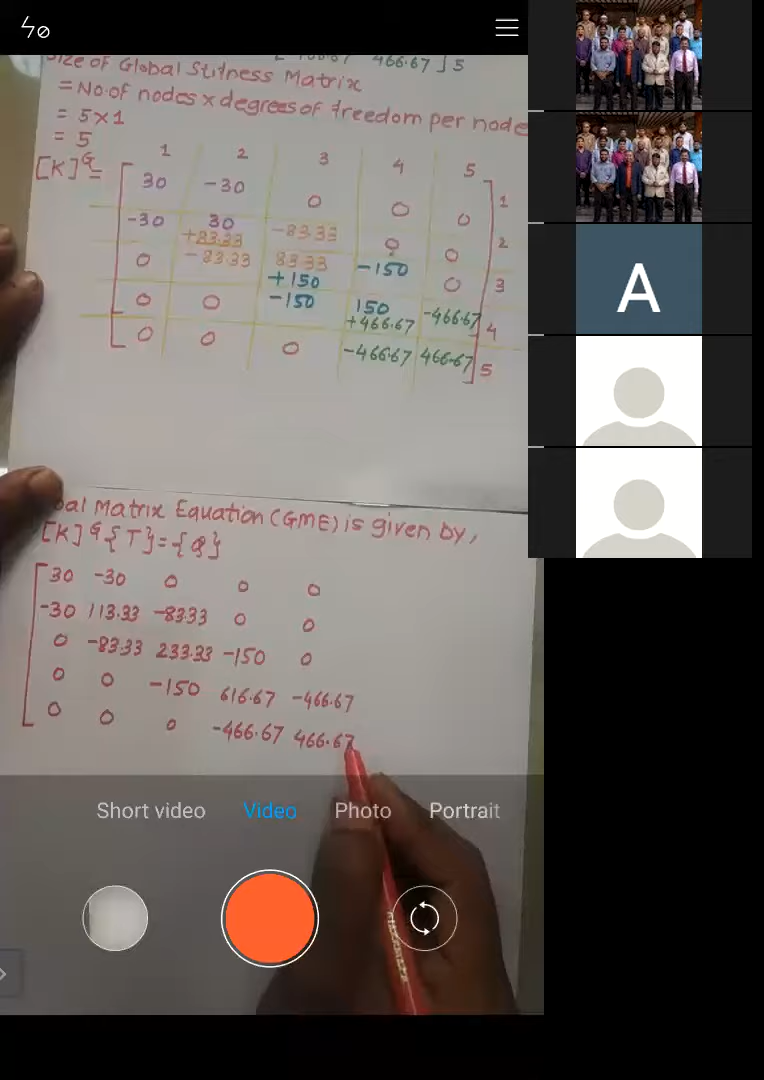 466.67 ] 5
Size of Global Stifness Matrix
= No. of nodes x degrees of freedom per node
= 5 x 1
= 5
1 2 3 4 5
[K]G =
30 -30 0 0 0 1
-30 30 +83.33 -83.33 0 0 2
0 -83.33 83.33 +150 -150 0 3
0 0 -150 150 +466.67 -466.67 4
0 0 0 -466.67 466.67 5
Matrix Equation (GME) is given by,
[K]G {T} = {Q}
30 -30 0 0 0
-30 113.33 -83.33 0 0
0 -83.33 233.33 -150 0
0 0 -150 616.67 -466.67
0 0 0 -466.67 466.67
Short video Video Photo Portrait
A